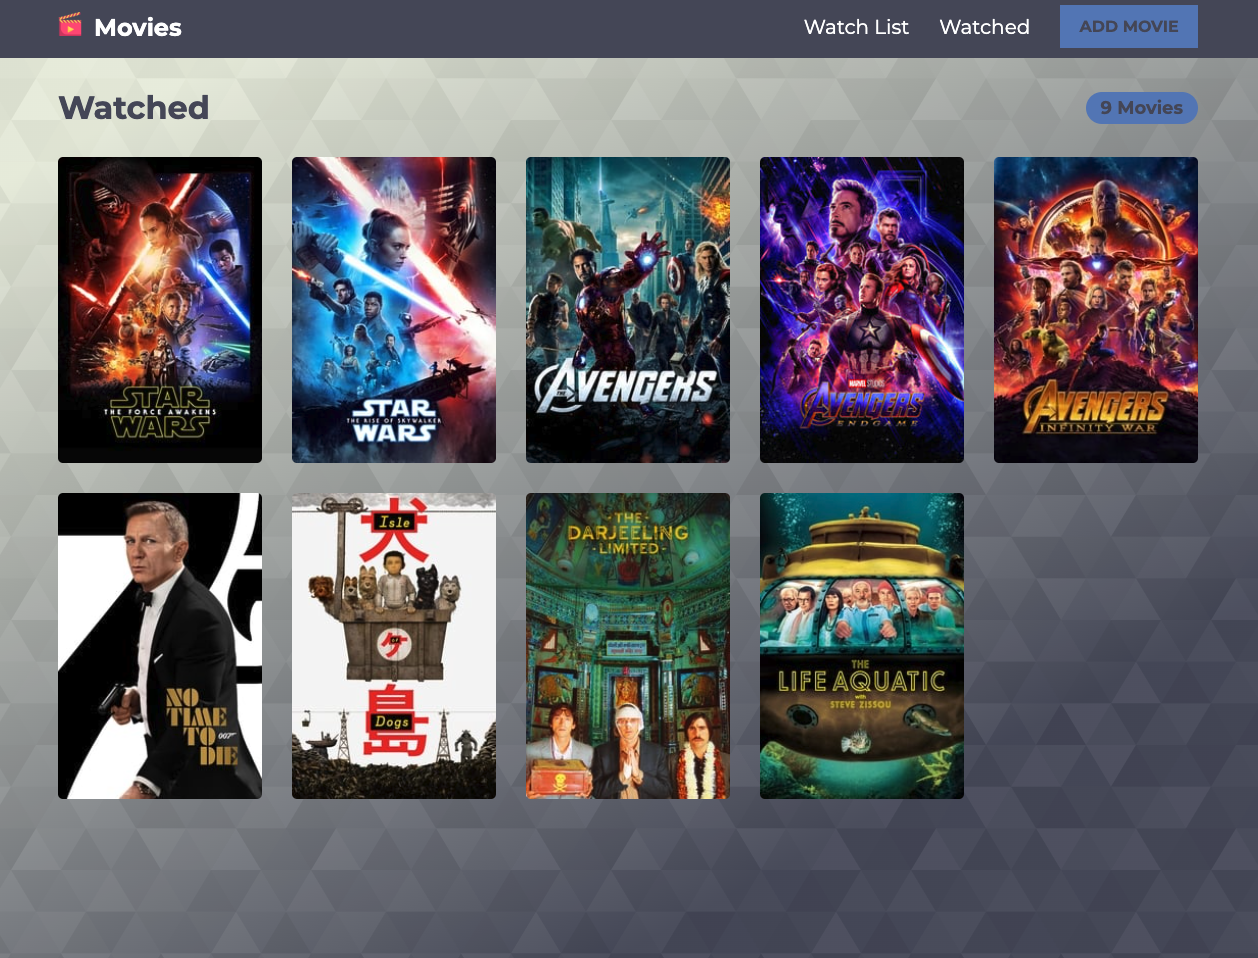 Movies
Watch List
Watched
ADD MOVIE
Watched
9 Movies
STAR
THE FORCE AWAKENS
WARS
STAR
THE RISE OF SKYWALKER
WARS
AVENGERS
MARVEL STUDIOS
AVENGERS
ENDGAME
AVENGERS
INFINITY WAR
NO
TIME
TO
007
DIE
犬
Isle
of
ケ
島
Dogs
·THE·
DARJEELING
·LIMITED·
THE
LIFE AQUATIC
with
STEVE ZISSOU